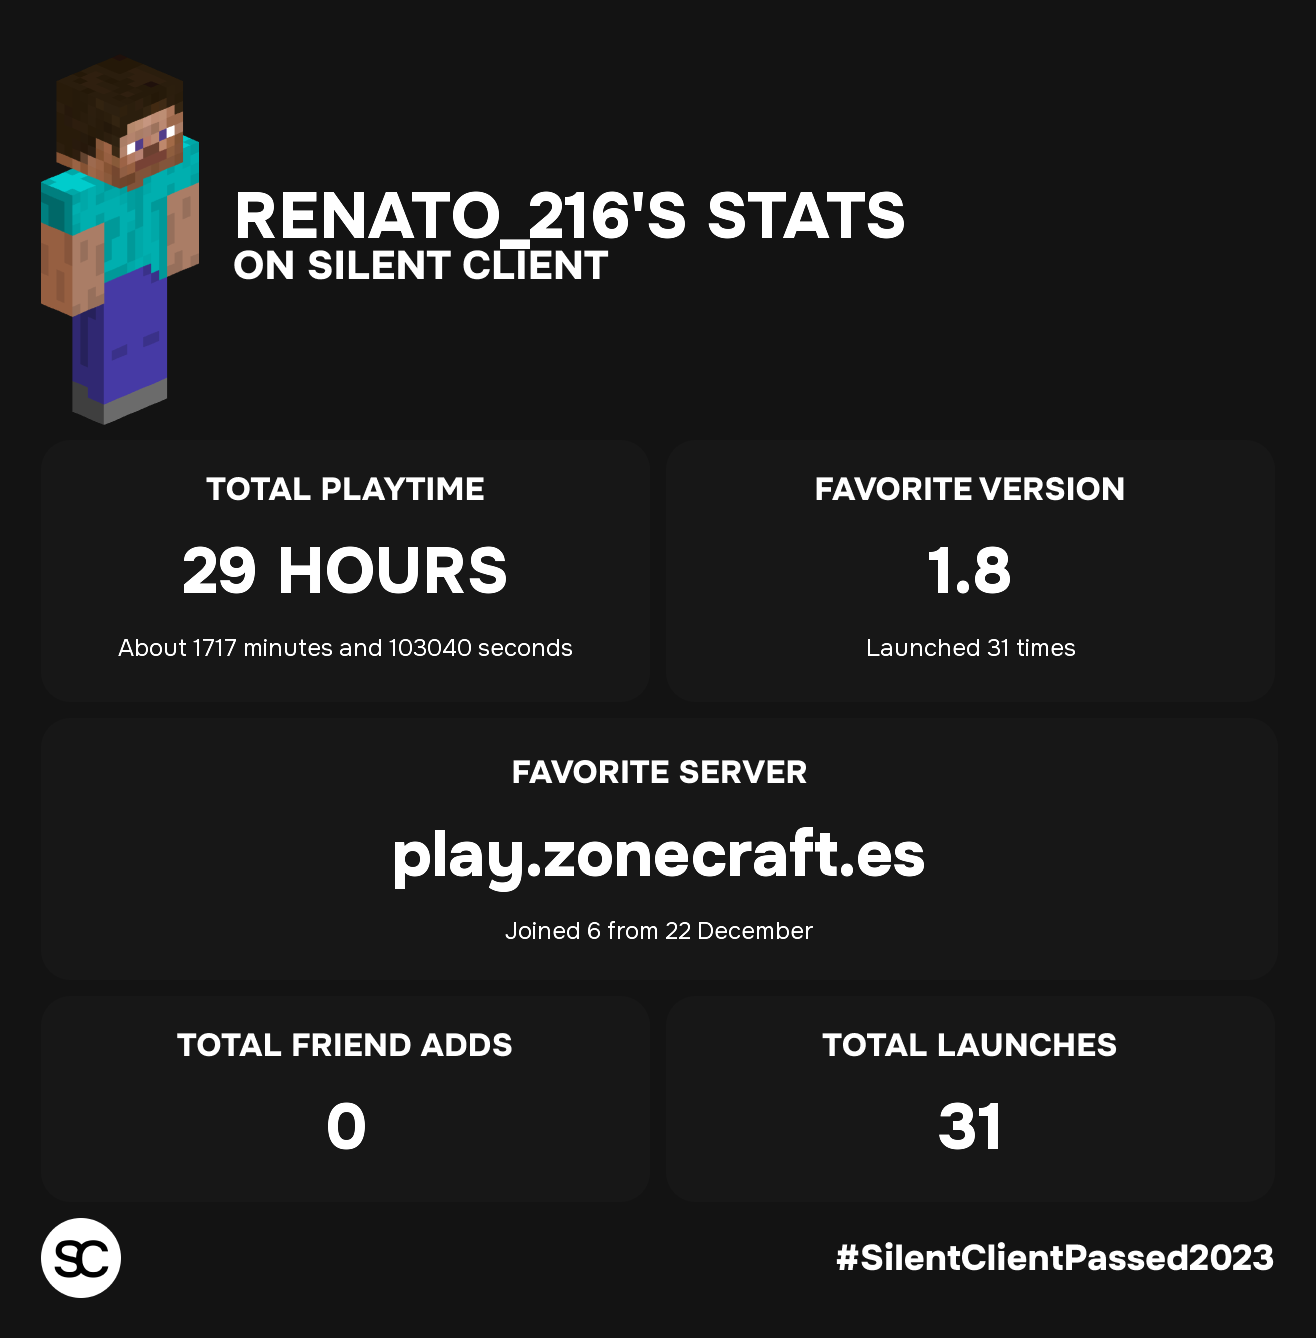 RENATO_216'S STATS
ON SILENT CLIENT
TOTAL PLAYTIME
29 HOURS
About 1717 minutes and 103040 seconds
FAVORITE VERSION
1.8
Launched 31 times
FAVORITE SERVER
play.zonecraft.es
Joined 6 from 22 December
TOTAL FRIEND ADDS
0
TOTAL LAUNCHES
31
SC
#SilentClientPassed2023